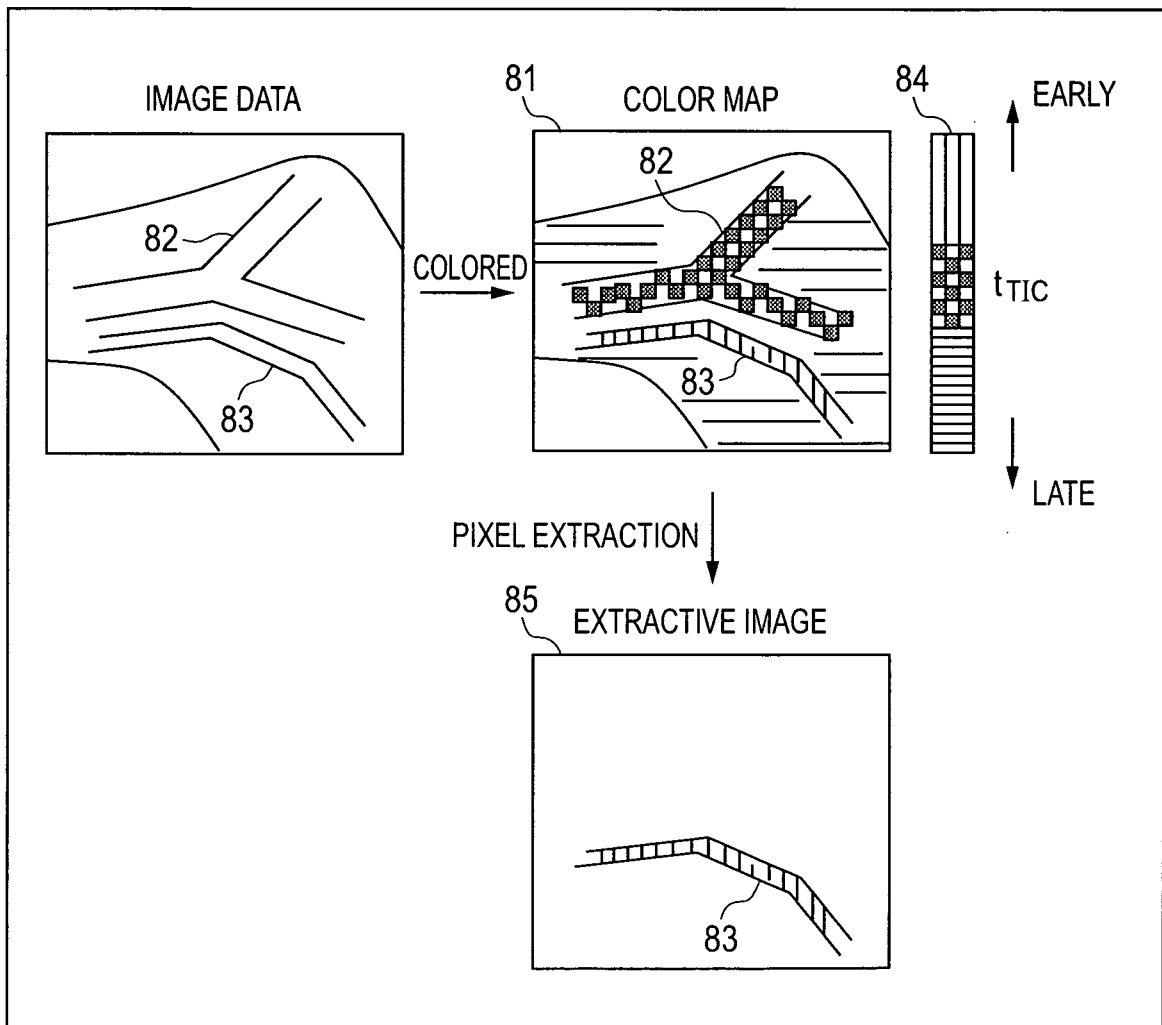 IMAGE DATA
81
COLOR MAP
84
EARLY
82
82
COLORED
tTIC
83
83
LATE
PIXEL EXTRACTION
85
EXTRACTIVE IMAGE
83